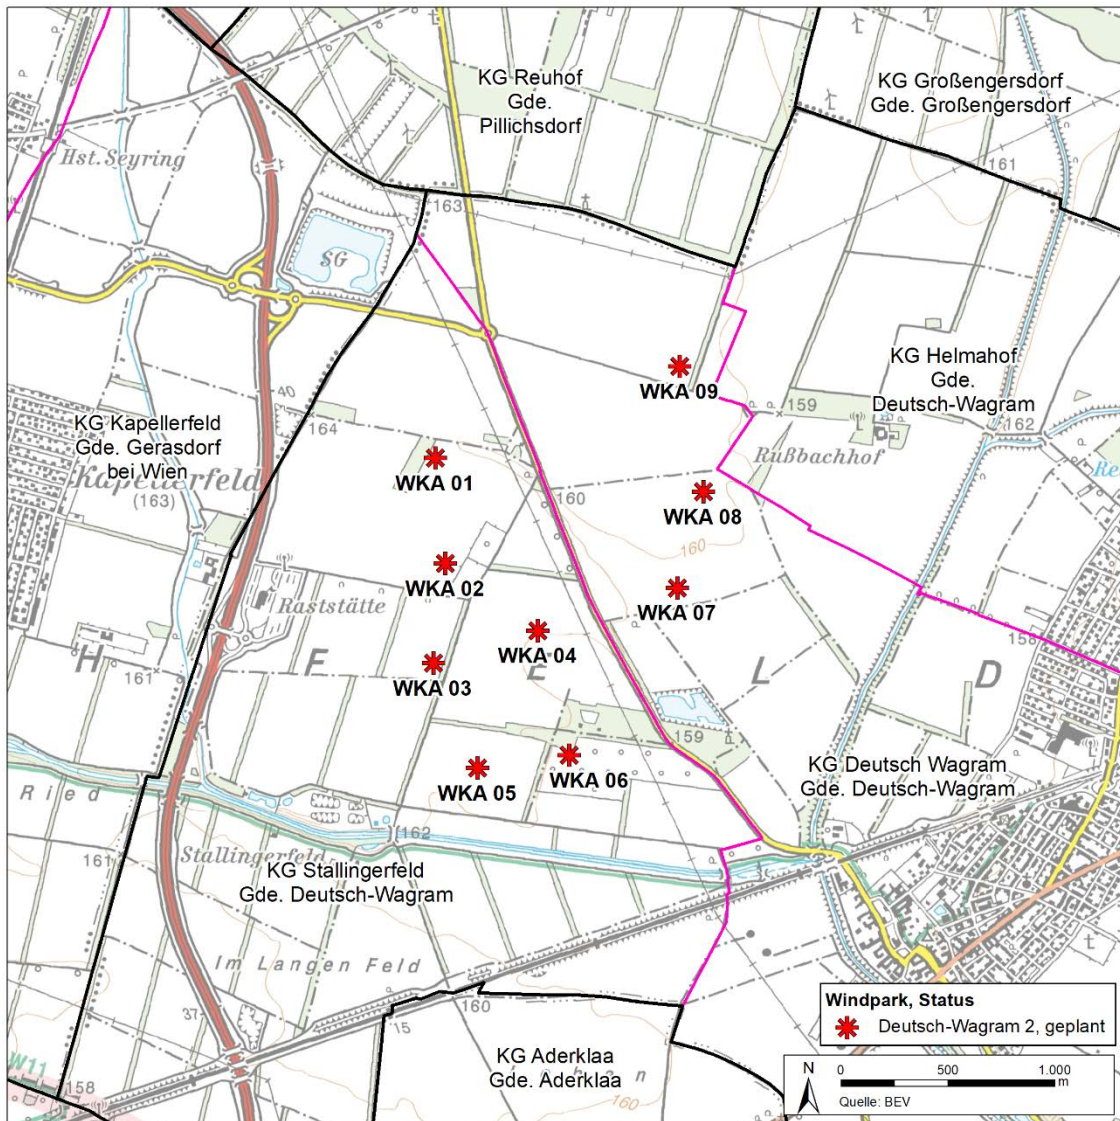 KG Reuhof
Gde.
Pillichsdorf
KG Großengersdorf
Gde. Großengersdorf
Hst. Seyring
161
163
SG
KG Helmahof
Gde.
Deutsch-Wagram
WKA 09
40
159
164
162
KG Kapellerfeld
Gde. Gerasdorf
bei Wien
Kapellerfeld
(163)
Rußbachhof
Re
WKA 01
160
WKA 08
160
WKA 02
Raststätte
WKA 07
WKA 04
158
H F E L D
161
WKA 03
159
WKA 06
WKA 05
KG Deutsch Wagram
Gde. Deutsch-Wagram
Ried
162
161
Stallingerfeld
KG Stallingerfeld
Gde. Deutsch-Wagram
Im Langen Feld
160
37
15
Windpark, Status
Deutsch-Wagram 2, geplant
KG Aderklaa
Gde. Aderklaa
W11
158
160
N
0 500 1.000
m
Quelle: BEV